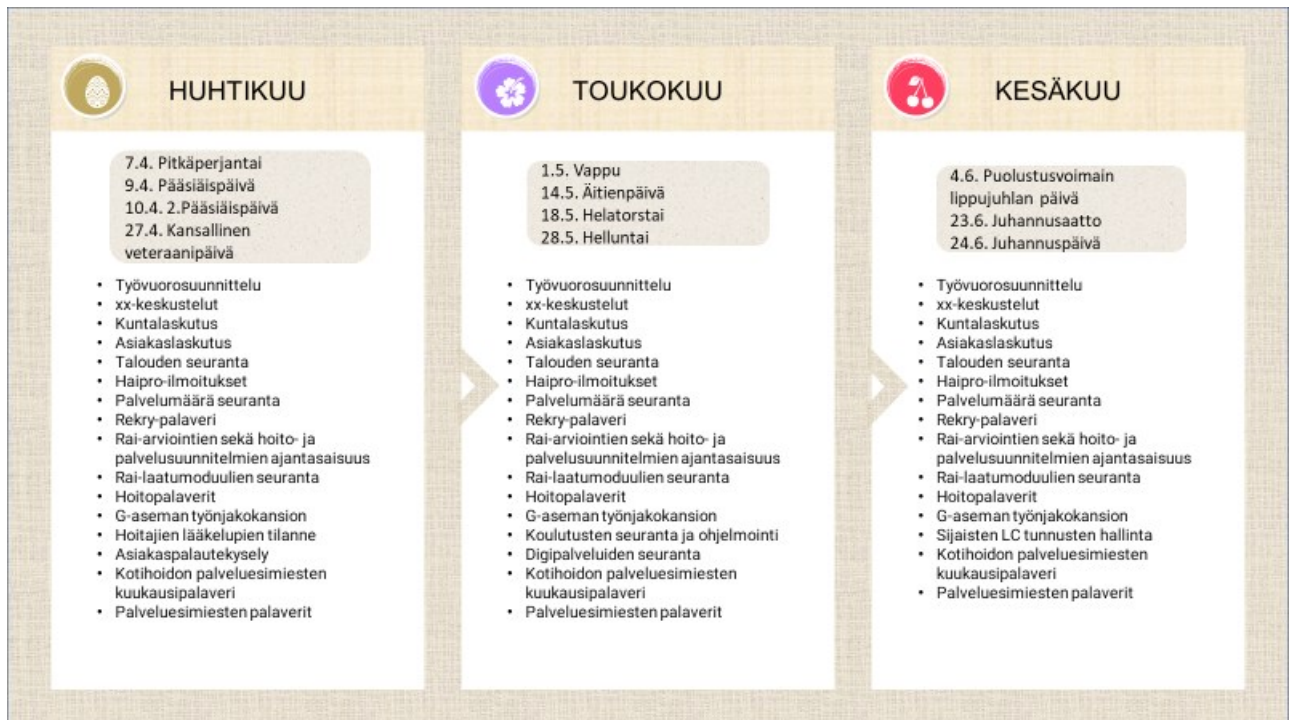 HUHTIKUU
7.4. Pitkäperjantai
9.4. Pääsiäispäivä
10.4. 2.Pääsiäispäivä
27.4. Kansallinen
veteraanipäivä
• Työvuorosuunnittelu
• xx-keskustelut
• Kuntalaskutus
• Asiakaslaskutus
• Talouden seuranta
• Haipro-ilmoitukset
• Palvelumäärä seuranta
• Rekry-palaveri
• Rai-arviointien sekä hoito- ja
palvelusuunnitelmien ajantasaisuus
• Rai-laatumoduulien seuranta
• Hoitopalaverit
• G-aseman työnjakokansion
• Hoitajien lääkelupien tilanne
• Asiakaspalautekysely
• Kotihoidon palveluesimiesten
kuukausipalaveri
• Palveluesimiesten palaverit
TOUKOKUU
1.5. Vappu
14.5. Äitienpäivä
18.5. Helatorstai
28.5. Helluntai
• Työvuorosuunnittelu
• xx-keskustelut
• Kuntalaskutus
• Asiakaslaskutus
• Talouden seuranta
• Haipro-ilmoitukset
• Palvelumäärä seuranta
• Rekry-palaveri
• Rai-arviointien sekä hoito- ja
palvelusuunnitelmien ajantasaisuus
• Rai-laatumoduulien seuranta
• Hoitopalaverit
• G-aseman työnjakokansion
• Koulutusten seuranta ja ohjelmointi
• Digipalveluiden seuranta
• Kotihoidon palveluesimiesten
kuukausipalaveri
• Palveluesimiesten palaverit
KESÄKUU
4.6. Puolustusvoimain
lippujuhlan päivä
23.6. Juhannusaatto
24.6. Juhannuspäivä
• Työvuorosuunnittelu
• xx-keskustelut
• Kuntalaskutus
• Asiakaslaskutus
• Talouden seuranta
• Haipro-ilmoitukset
• Palvelumäärä seuranta
• Rekry-palaveri
• Rai-arviointien sekä hoito- ja
palvelusuunnitelmien ajantasaisuus
• Rai-laatumoduulien seuranta
• Hoitopalaverit
• G-aseman työnjakokansion
• Sijaisten LC tunnusten hallinta
• Kotihoidon palveluesimiesten
kuukausipalaveri
• Palveluesimiesten palaverit